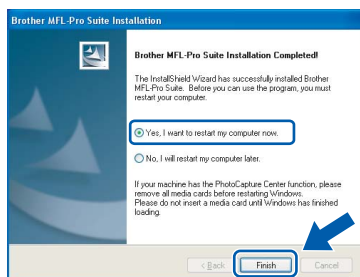 Brother MFL-Pro Suite Installation
Brother MFL-Pro Suite Installation Completed!
The InstallShield Wizard has successfully installed Brother
MFL-Pro Suite. Before you can use the program, you must
restart your computer.
Yes, I want to restart my computer now.
No, I will restart my computer later.
If your machine has the PhotoCapture Center function, please
remove all media cards before restarting Windows.
Please do not insert a media card until Windows has finished
loading.
< Back Finish Cancel